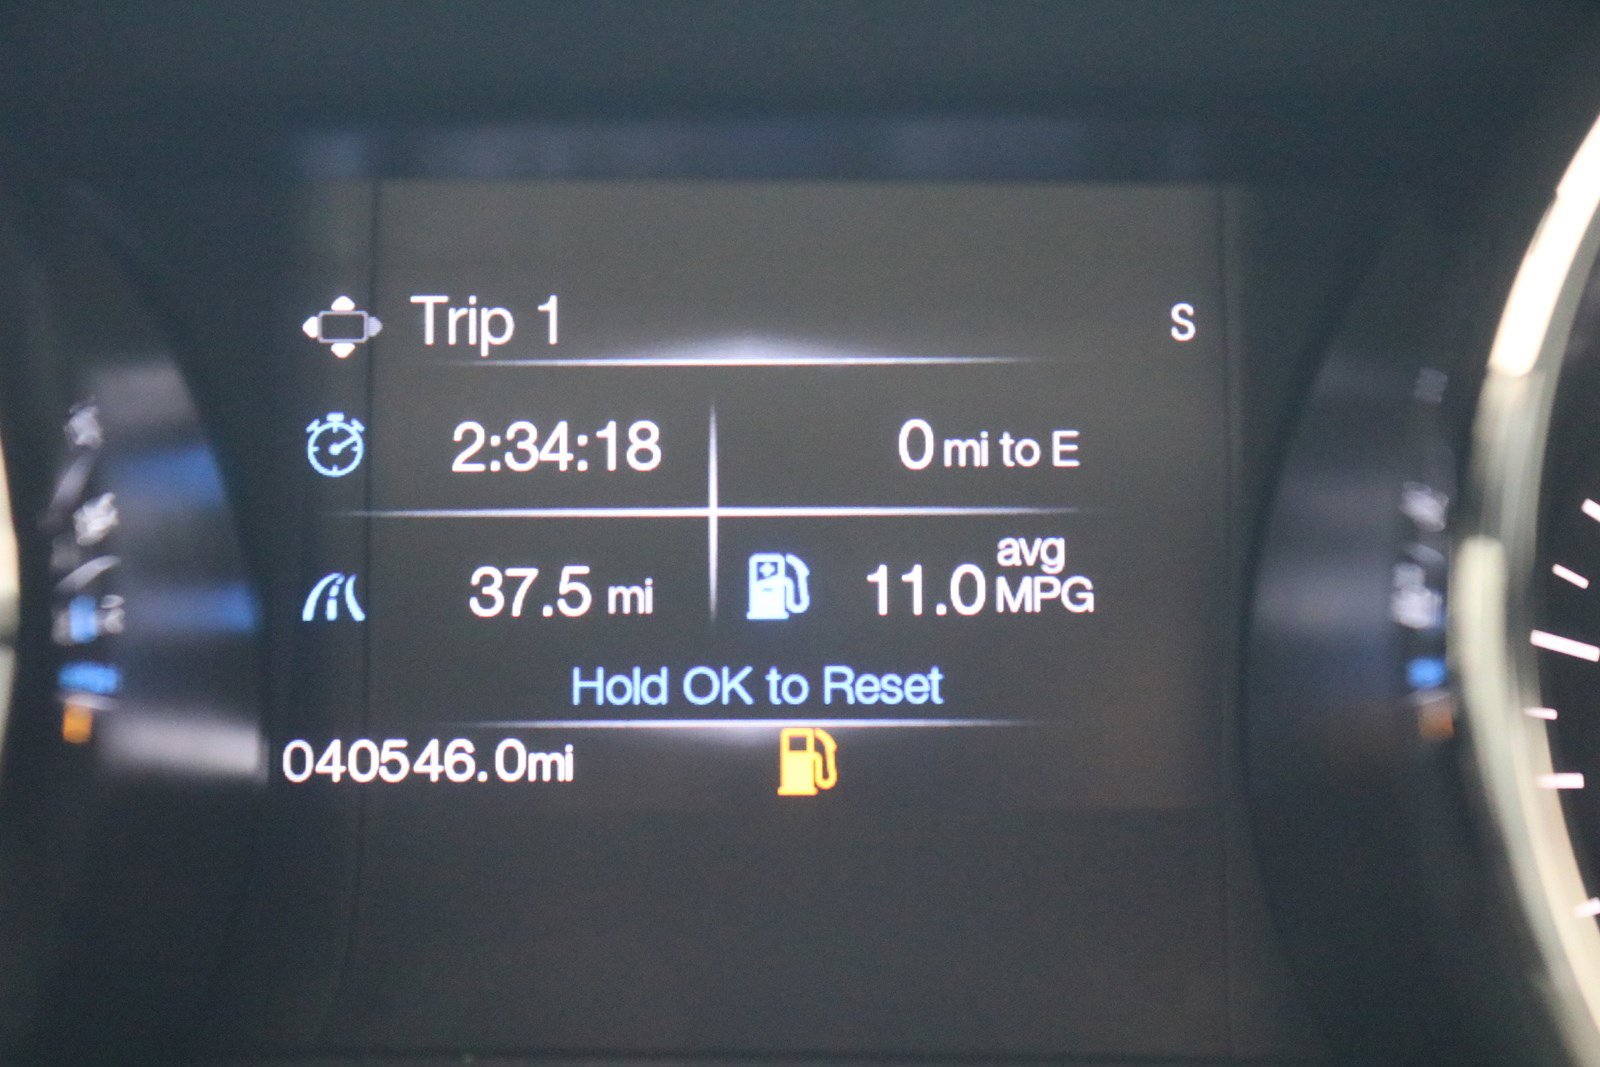 Trip 1
S
2:34:18
0 mi to E
37.5 mi
11.0 avg MPG
Hold OK to Reset
040546.0mi